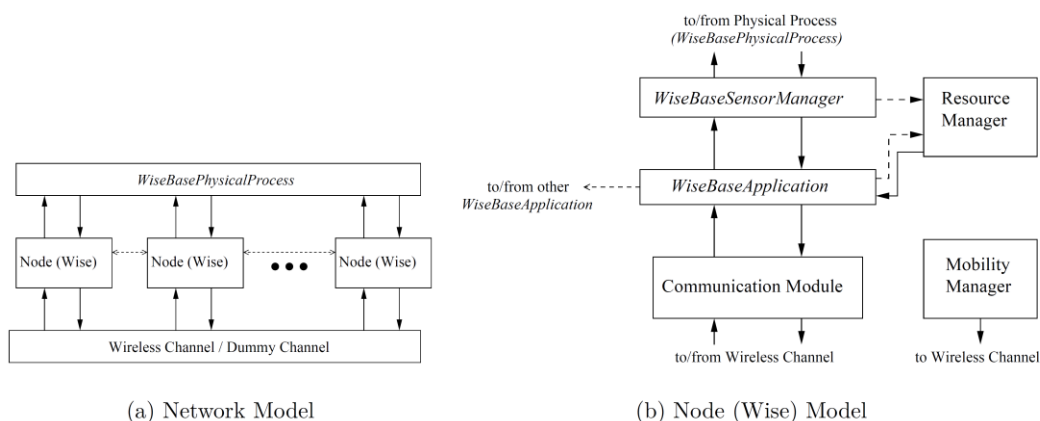 WiseBasePhysicalProcess
Node (Wise)
Node (Wise)
Node (Wise)
Wireless Channel / Dummy Channel
(a) Network Model
to/from Physical Process
(WiseBasePhysicalProcess)
WiseBaseSensorManager
Resource
Manager
to/from other
WiseBaseApplication
WiseBaseApplication
Communication Module
Mobility
Manager
to/from Wireless Channel
to Wireless Channel
(b) Node (Wise) Model